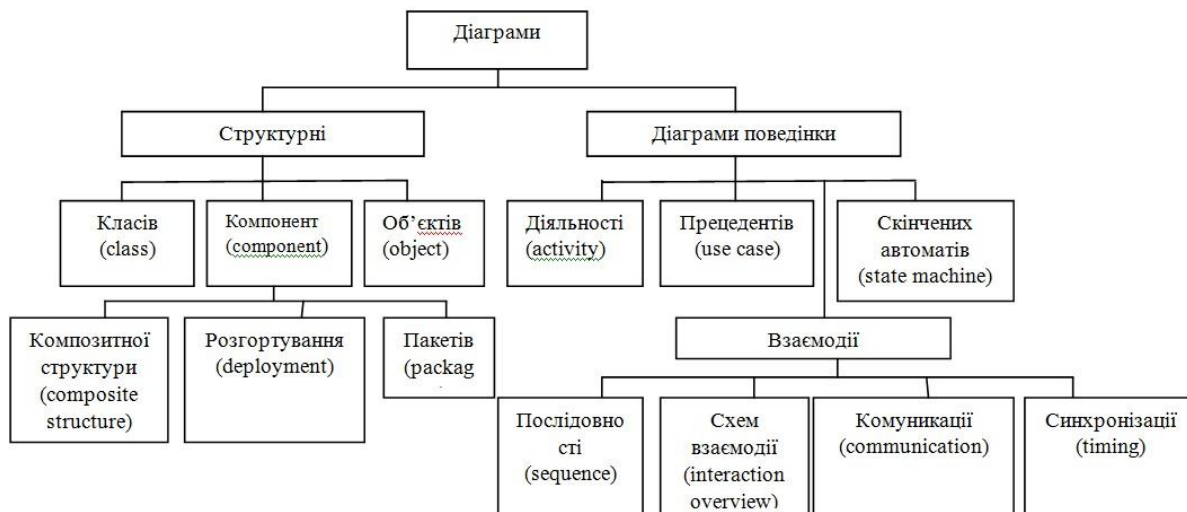 Діаграми
Структурні
Діаграми поведінки
Класів
(class)
Компонент
(component)
Об’єктів
(object)
Діяльності
(activity)
Прецедентів
(use case)
Скінчених
автоматів
(state machine)
Композитної
структури
(composite
structure)
Розгортування
(deployment)
Пакетів
(packag
Взаємодії
Послідовно
сті
(sequence)
Схем
взаємодії
(interaction
overview)
Комуникації
(communication)
Синхронізації
(timing)